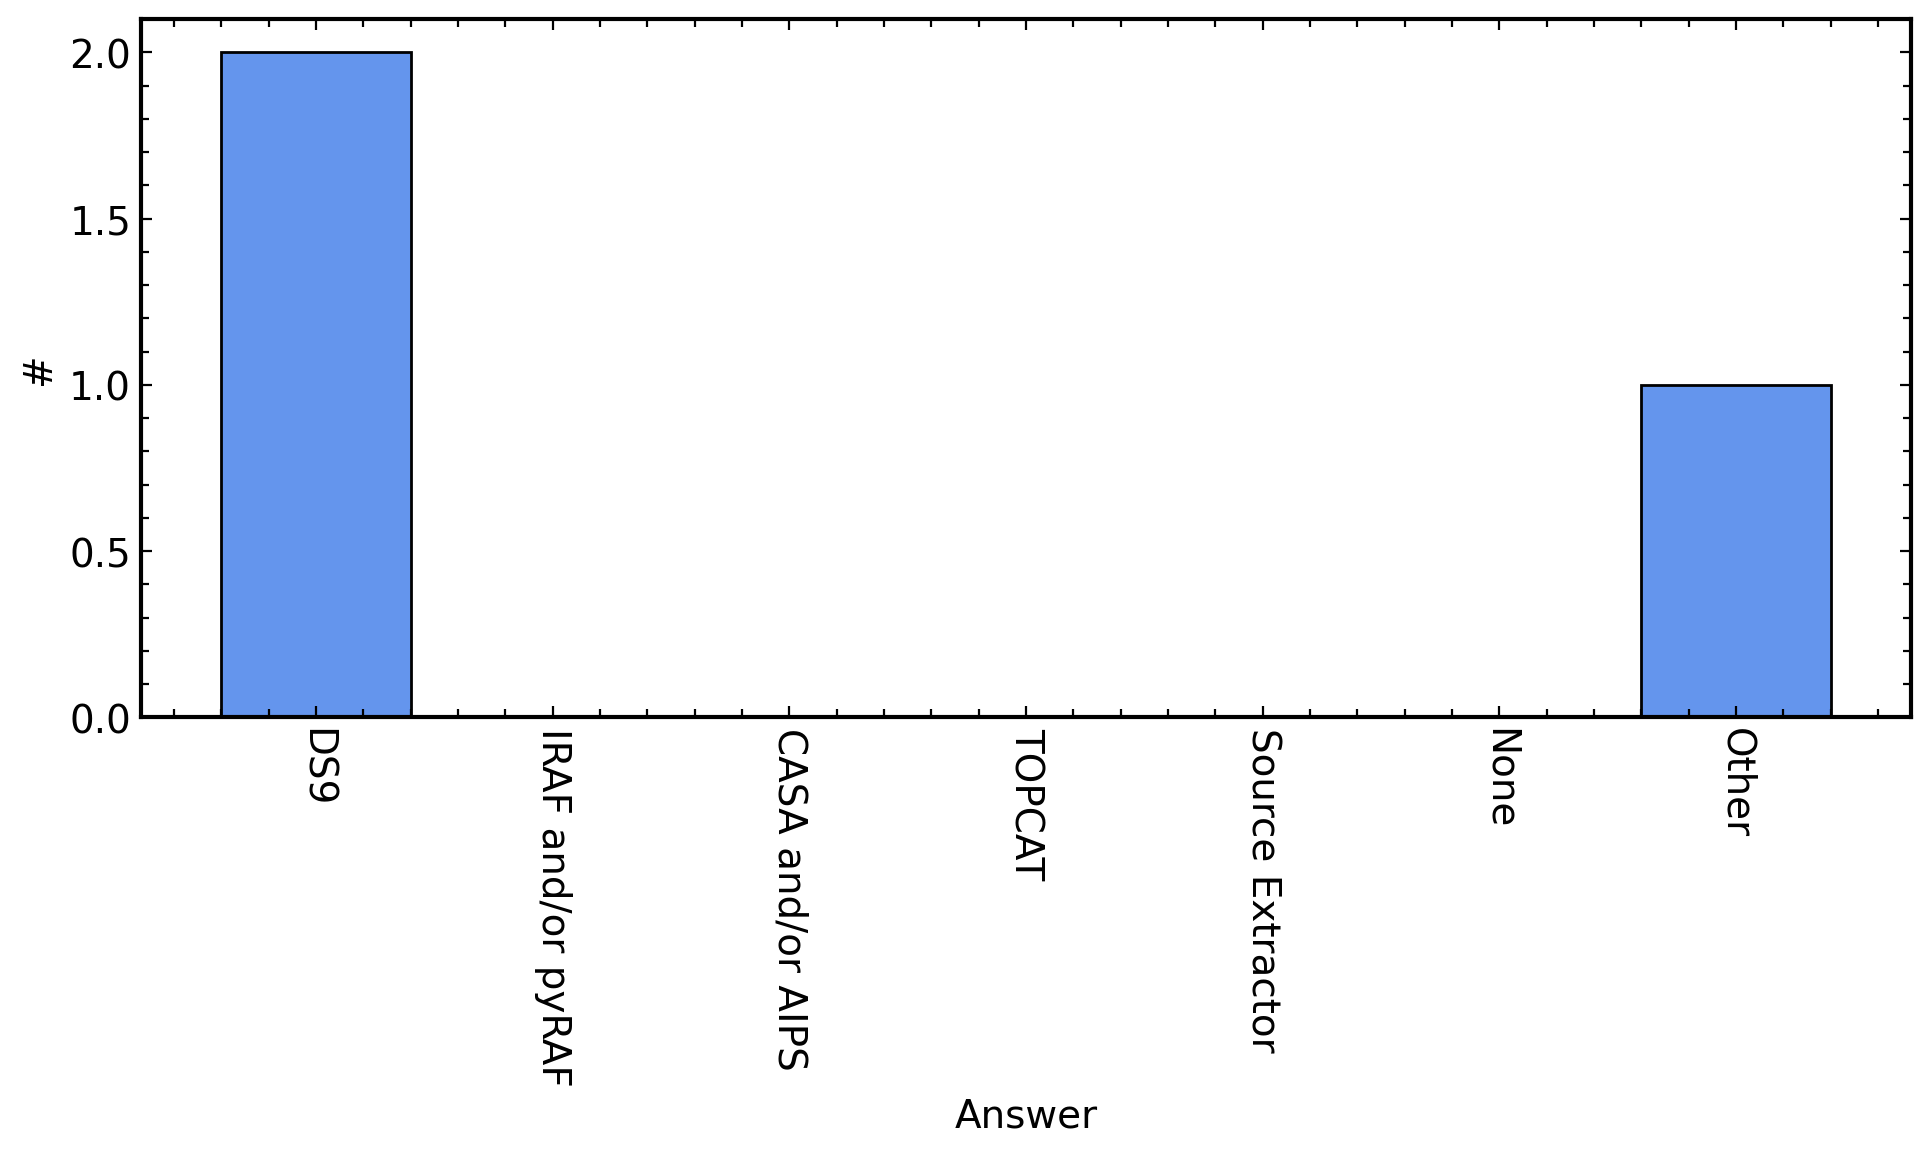 2.0
1.5
1.0
0.5
0.0
#
DS9
IRAF and/or pyRAF
CASA and/or AIPS
TOPCAT
Source Extractor
None
Other
Answer